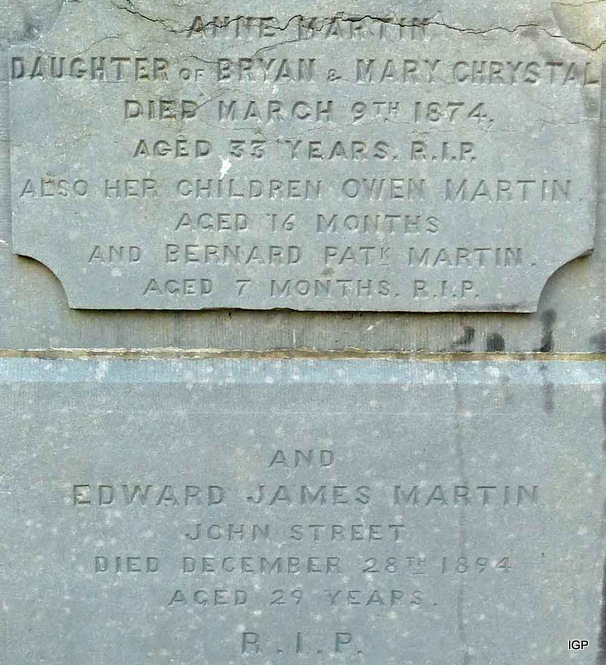 ANNE MARTIN
DAUGHTER OF BRYAN & MARY CHRYSTAL
DIED MARCH 9TH 1874.
AGED 33 YEARS. R.I.P.
ALSO HER CHILDREN OWEN MARTIN.
AGED 16 MONTHS
AND BERNARD PATK MARTIN.
AGED 7 MONTHS. R.I.P.
AND
EDWARD JAMES MARTIN
JOHN STREET
DIED DECEMBER 28TH 1894
AGED 29 YEARS.
R.I.P.
IGP